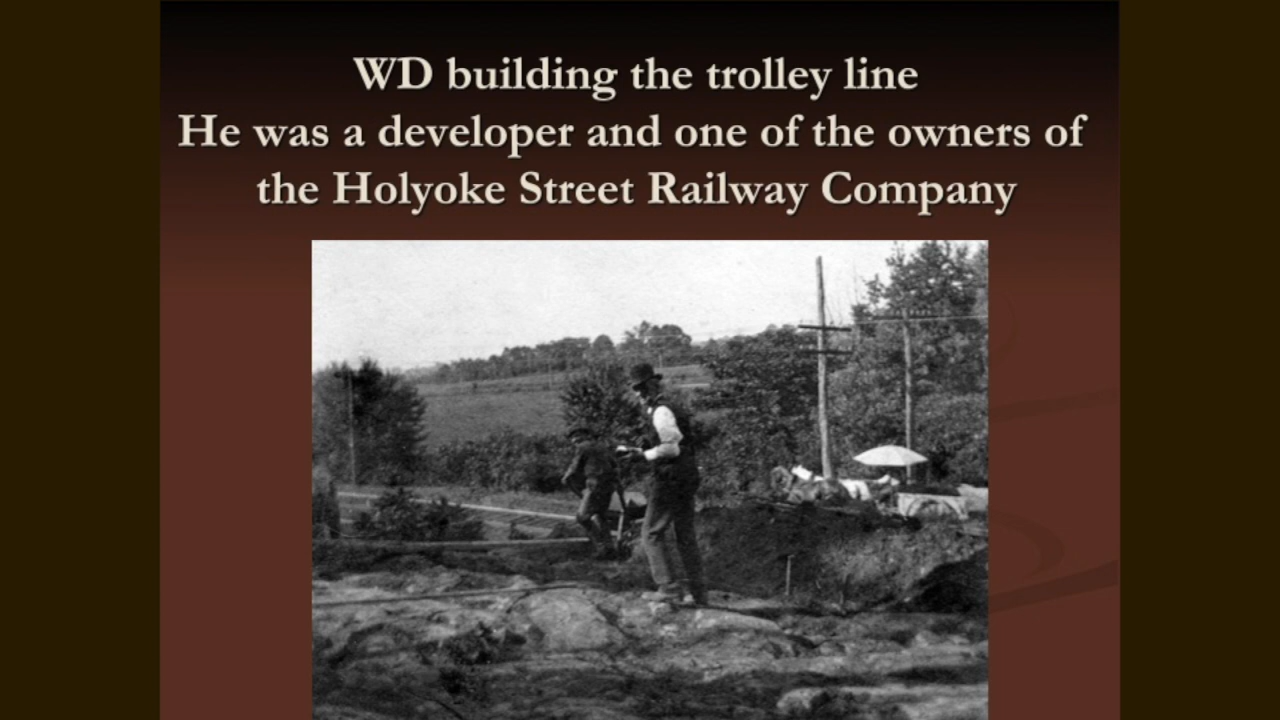 WD building the trolley line
He was a developer and one of the owners of
the Holyoke Street Railway Company